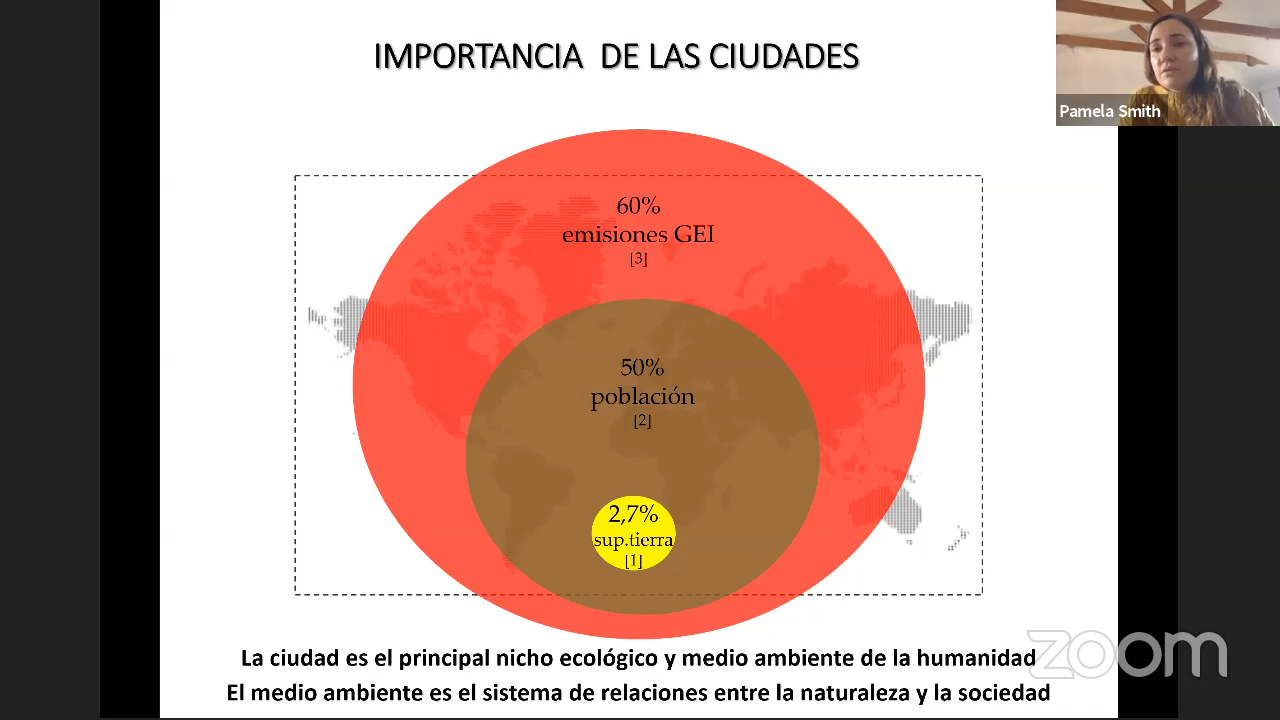 IMPORTANCIA DE LAS CIUDADES
Pamela Smith
60%
emisiones GEI
[3]
50%
población
[2]
2,7%
sup.tierra
[1]
La ciudad es el principal nicho ecológico y medio ambiente de la humanidad
El medio ambiente es el sistema de relaciones entre la naturaleza y la sociedad
zoom